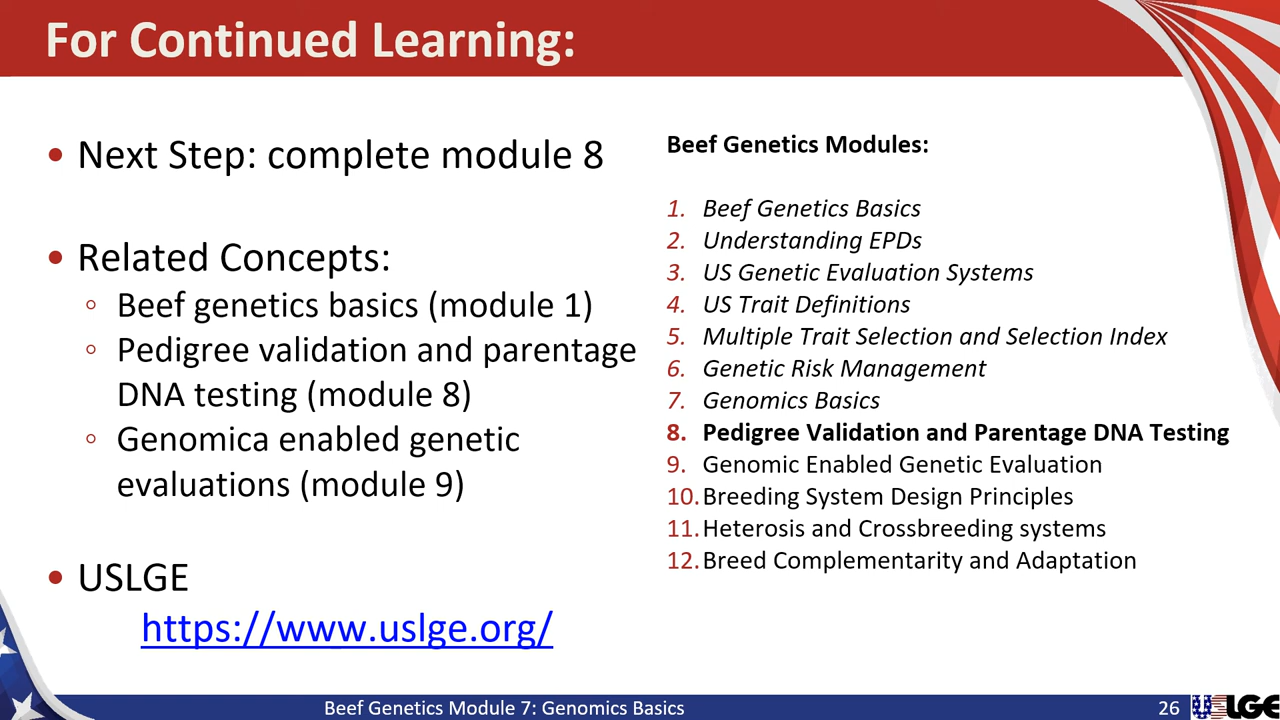 For Continued Learning:
• Next Step: complete module 8
• Related Concepts:
◦ Beef genetics basics (module 1)
◦ Pedigree validation and parentage
DNA testing (module 8)
◦ Genomica enabled genetic
evaluations (module 9)
• USLGE
https://www.uslge.org/
Beef Genetics Modules:
1. Beef Genetics Basics
2. Understanding EPDs
3. US Genetic Evaluation Systems
4. US Trait Definitions
5. Multiple Trait Selection and Selection Index
6. Genetic Risk Management
7. Genomics Basics
8. Pedigree Validation and Parentage DNA Testing
9. Genomic Enabled Genetic Evaluation
10. Breeding System Design Principles
11. Heterosis and Crossbreeding systems
12. Breed Complementarity and Adaptation
Beef Genetics Module 7: Genomics Basics
26
USLGE